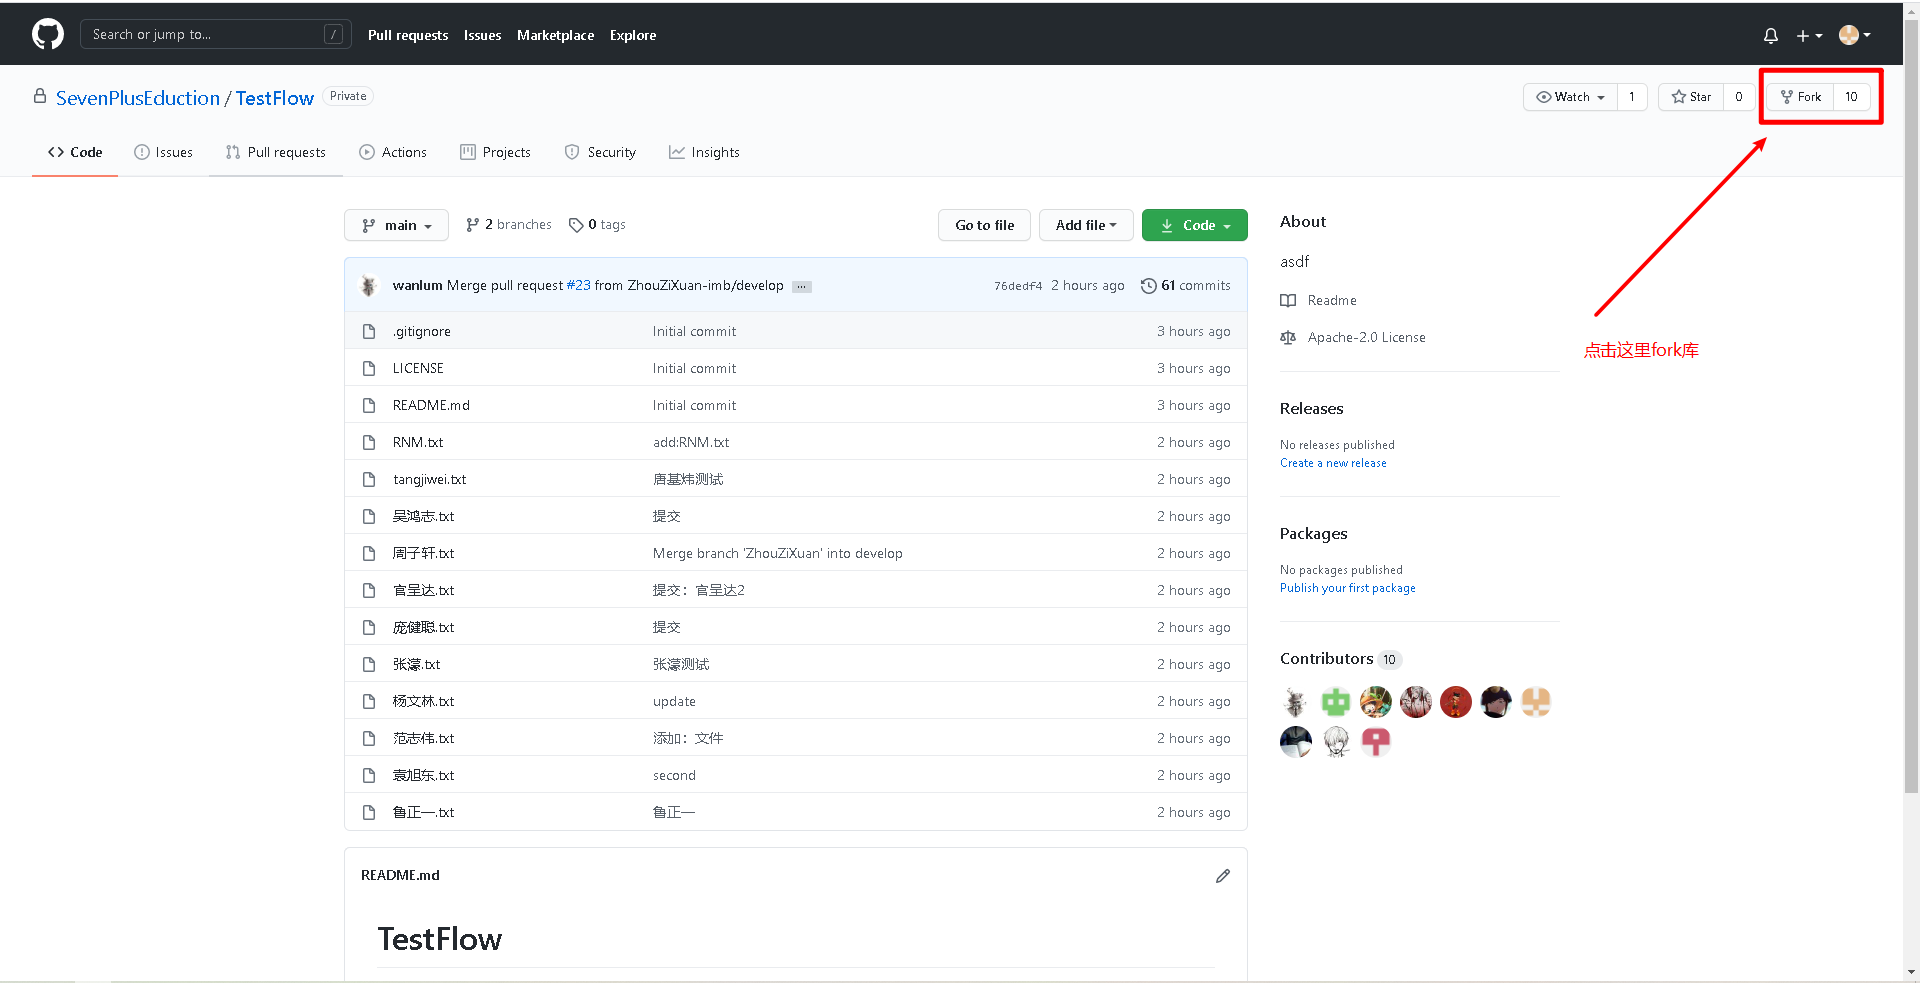 Search or jump to... / Pull requests Issues Marketplace Explore
SevenPlusEduction / TestFlow Private Watch 1 Star 0 Fork 10
Code Issues Pull requests Actions Projects Security Insights
main 2 branches 0 tags Go to file Add file Code
wanlum Merge pull request #23 from ZhouZiXuan-imb/develop ... 76dedf4 2 hours ago 61 commits
.gitignore Initial commit 3 hours ago
LICENSE Initial commit 3 hours ago
README.md Initial commit 3 hours ago
RNM.txt add:RNM.txt 2 hours ago
tangjiwei.txt 唐基炜测试 2 hours ago
吴鸿志.txt 提交 2 hours ago
周子轩.txt Merge branch 'ZhouZiXuan' into develop 2 hours ago
官呈达.txt 提交：官呈达2 2 hours ago
庞健聪.txt 提交 2 hours ago
张濛.txt 张濛测试 2 hours ago
杨文林.txt update 2 hours ago
范志伟.txt 添加：文件 2 hours ago
袁旭东.txt second 2 hours ago
鲁正一.txt 鲁正一 2 hours ago
README.md
TestFlow
About
asdf
Readme
Apache-2.0 License
点击这里fork库
Releases
No releases published
Create a new release
Packages
No packages published
Publish your first package
Contributors 10